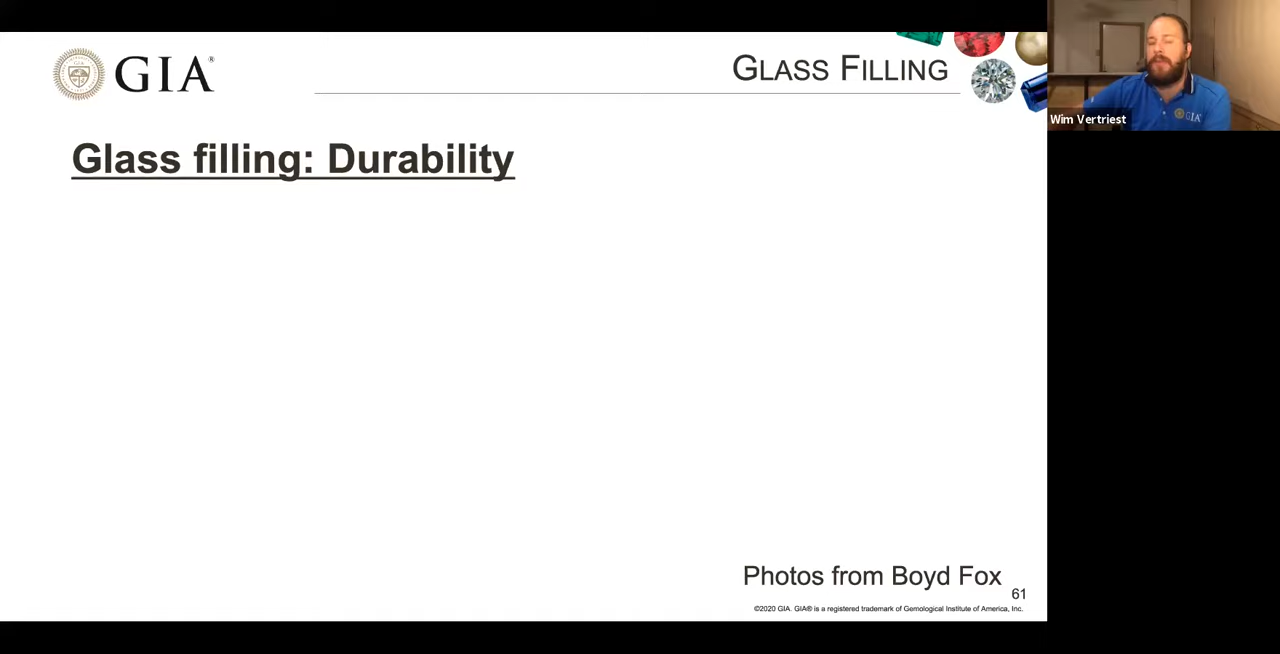 GIA®
GLASS FILLING
Wim Vertriest
GIA
Glass filling: Durability
Photos from Boyd Fox
61
©2020 GIA. GIA® is a registered trademark of Gemological Institute of America, Inc.